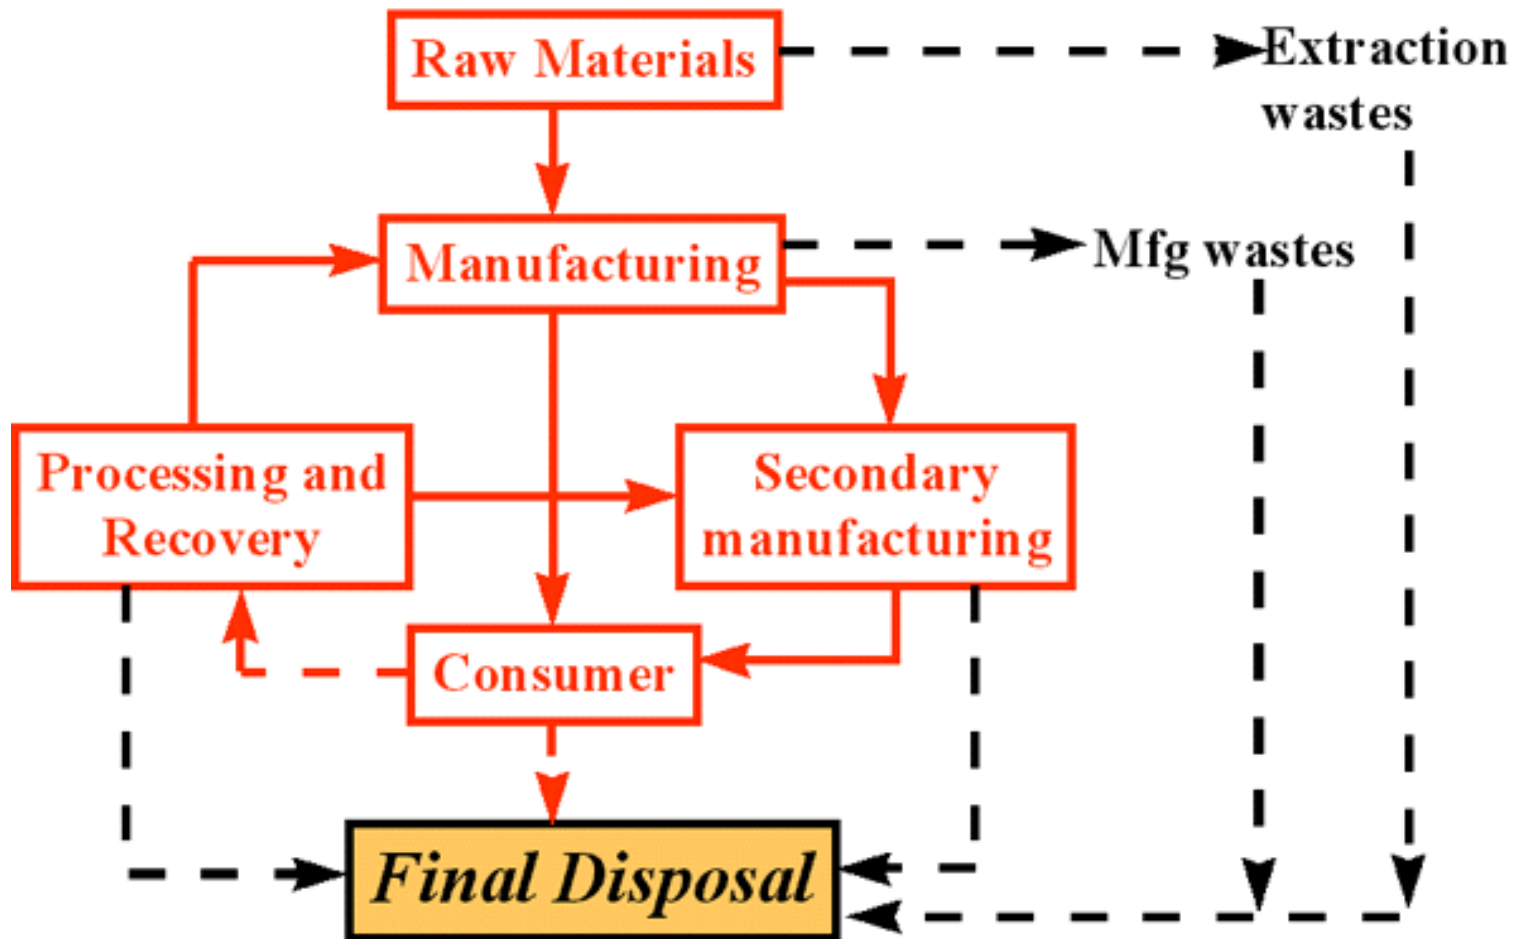 Raw Materials
Extraction
wastes
Manufacturing
Mfg wastes
Processing and
Recovery
Secondary
manufacturing
Consumer
Final Disposal